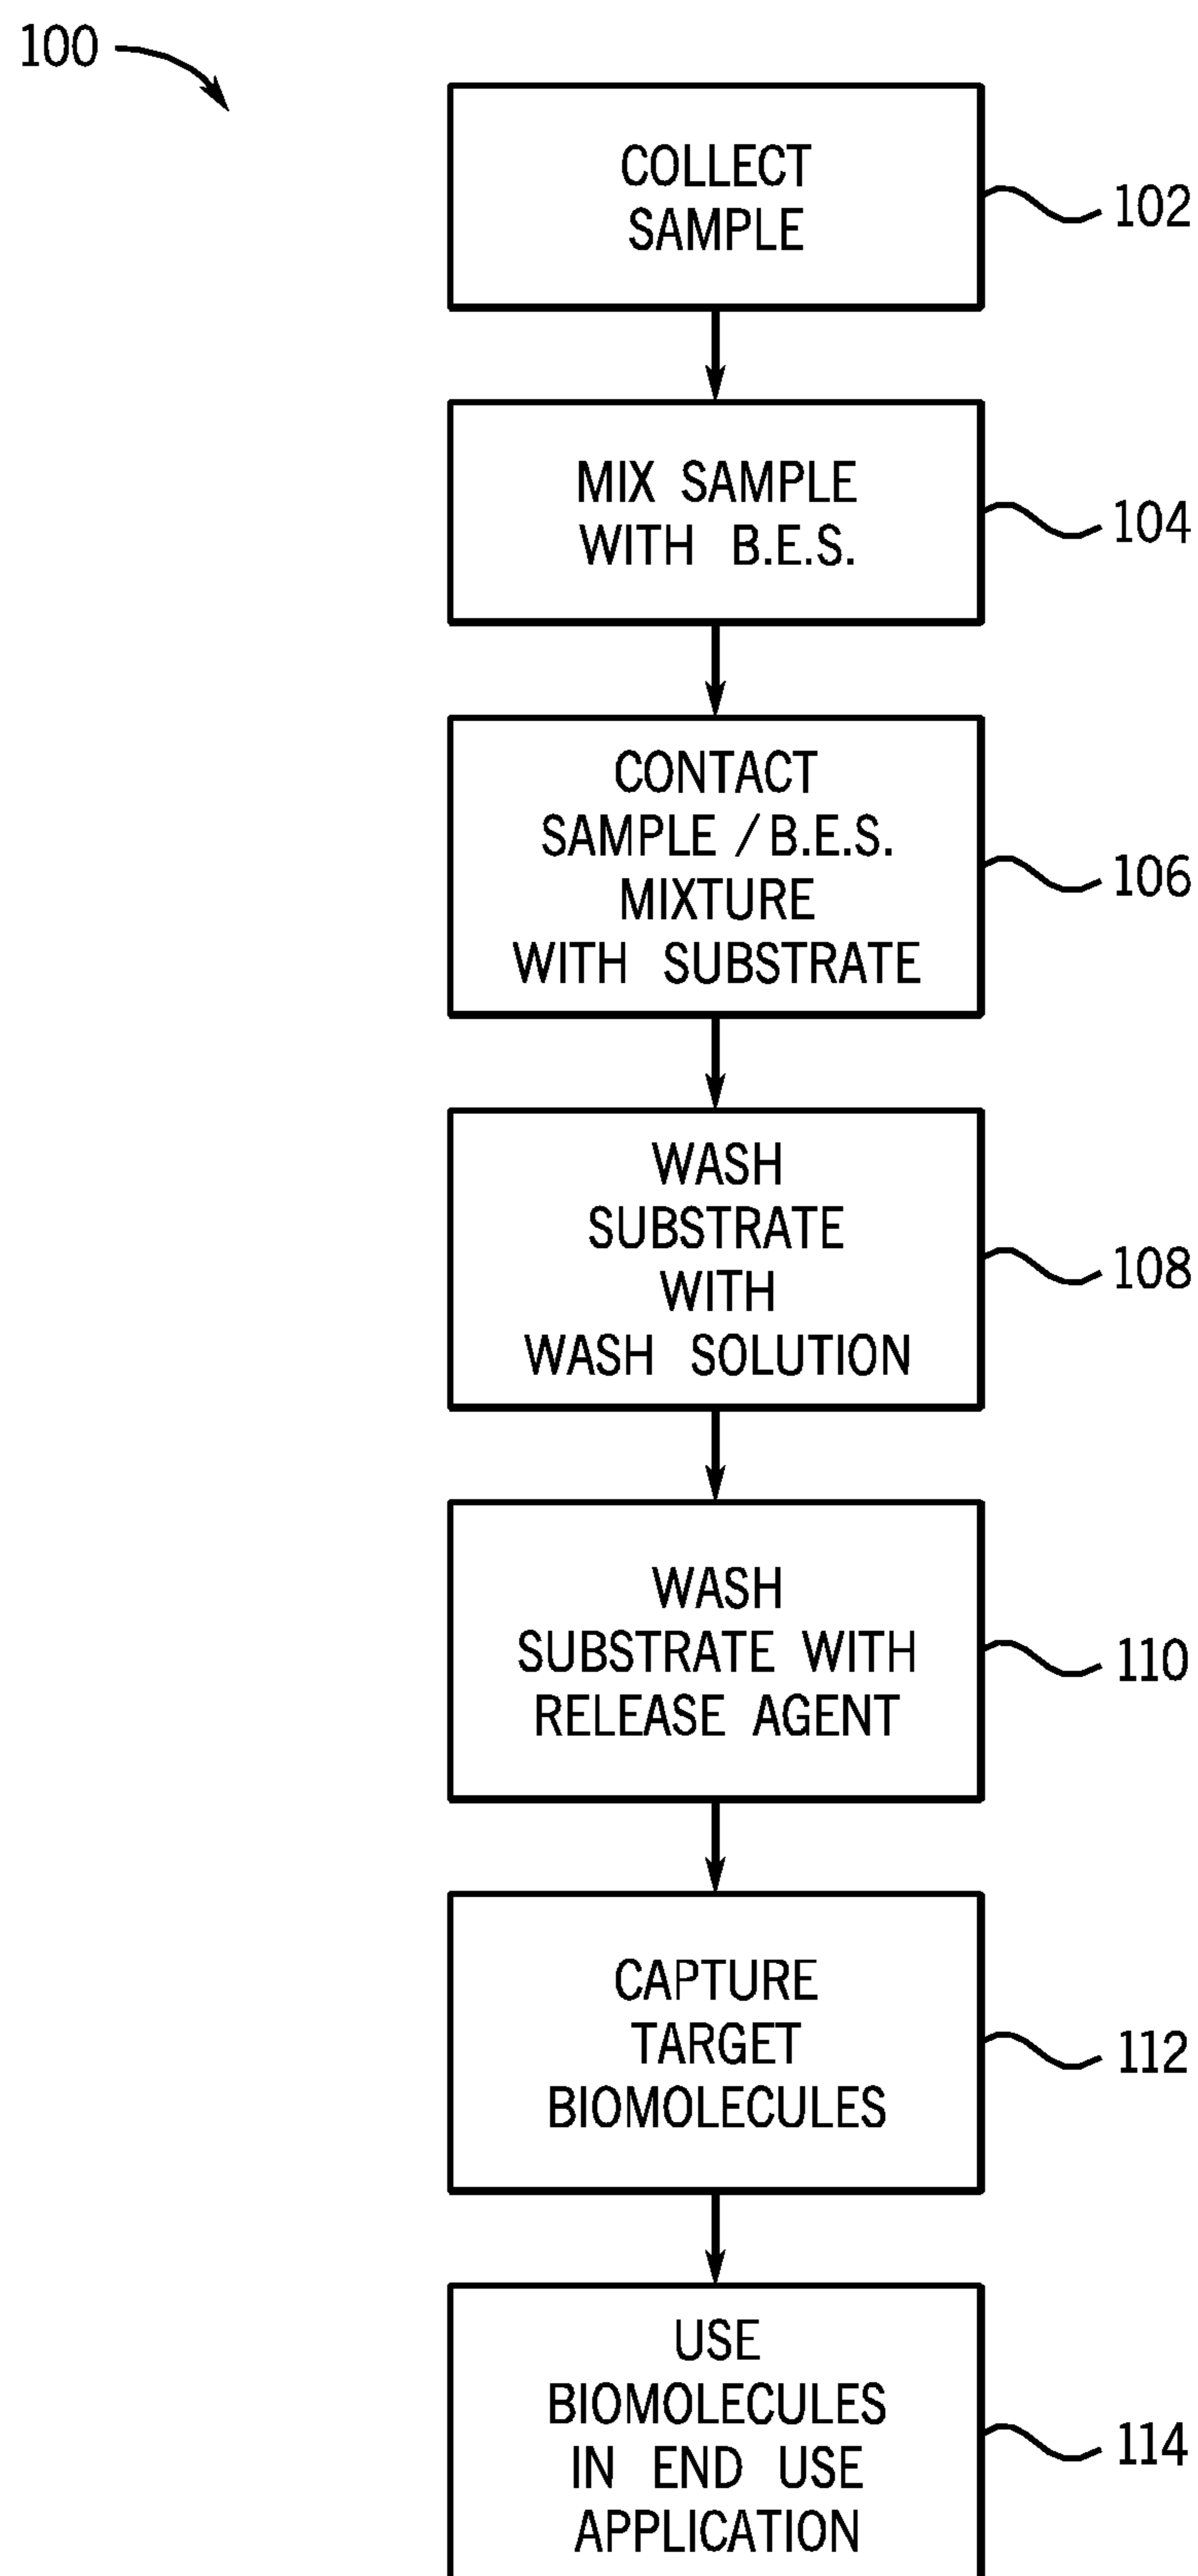 100
COLLECT
SAMPLE
102
MIX SAMPLE
WITH B.E.S.
104
CONTACT
SAMPLE / B.E.S.
MIXTURE
WITH SUBSTRATE
106
WASH
SUBSTRATE
WITH
WASH SOLUTION
108
WASH
SUBSTRATE WITH
RELEASE AGENT
110
CAPTURE
TARGET
BIOMOLECULES
112
USE
BIOMOLECULES
IN END USE
APPLICATION
114